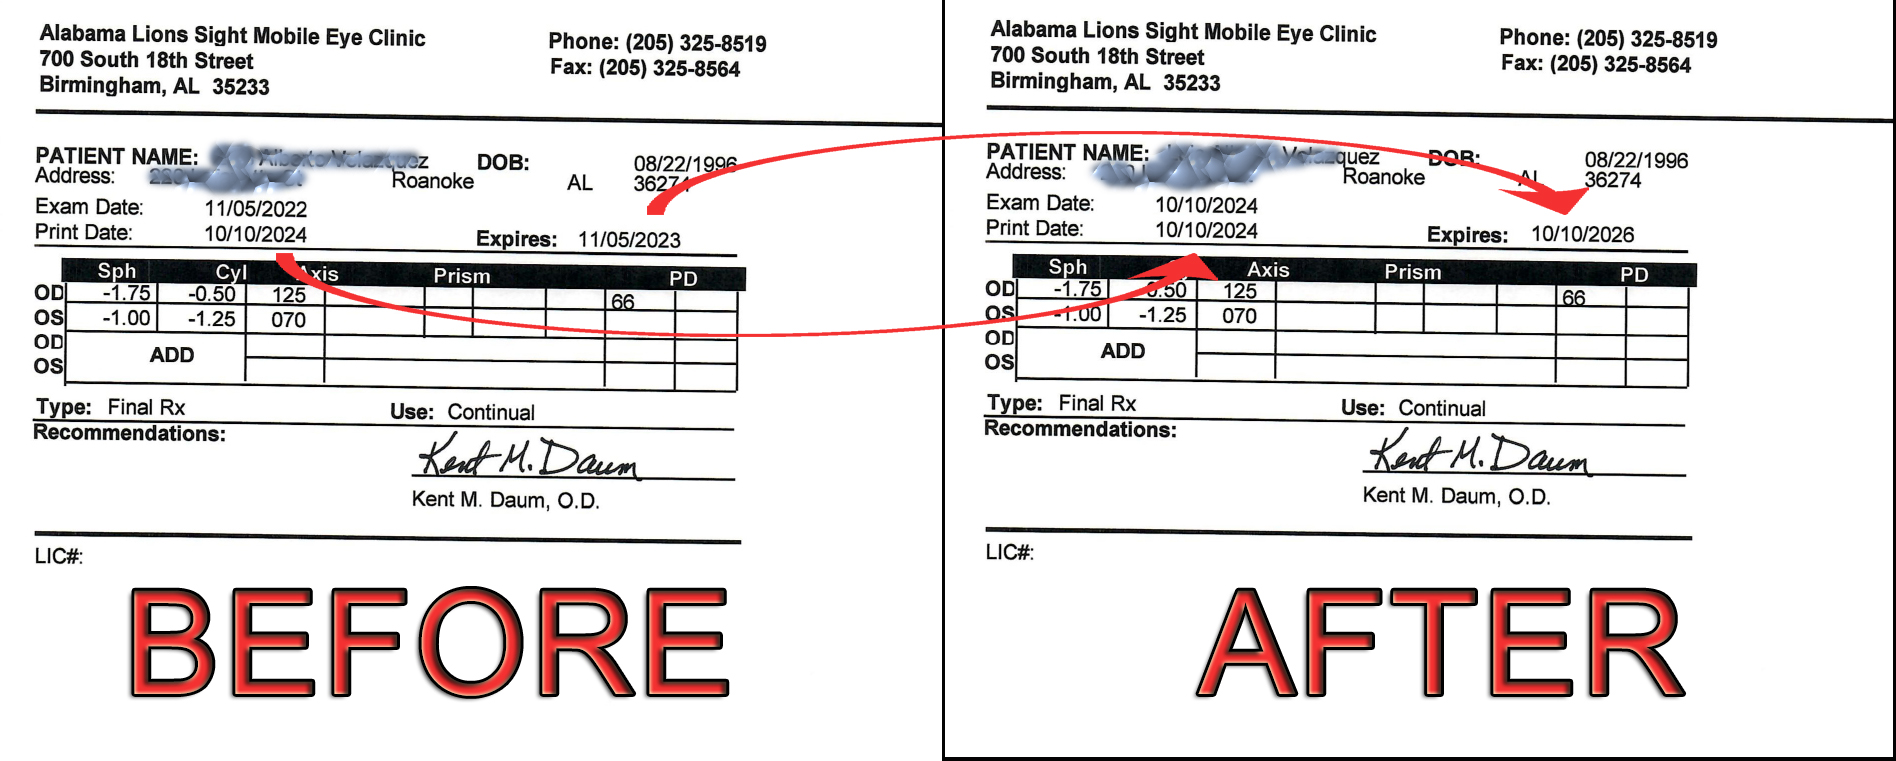 Alabama Lions Sight Mobile Eye Clinic
700 South 18th Street
Birmingham, AL 35233
Phone: (205) 325-8519
Fax: (205) 325-8564
PATIENT NAME: DOB: 08/22/1996
Address: Roanoke AL 36274
Exam Date: 11/05/2022
Print Date: 10/10/2024 Expires: 11/05/2023
Sph Cyl Axis Prism PD
OD -1.75 -0.50 125 66
OS -1.00 -1.25 070
OD
ADD
OS
Type: Final Rx Use: Continual
Recommendations:
Kent M. Daum
Kent M. Daum, O.D.
LIC#:
BEFORE
Alabama Lions Sight Mobile Eye Clinic
700 South 18th Street
Birmingham, AL 35233
Phone: (205) 325-8519
Fax: (205) 325-8564
PATIENT NAME: DOB: 08/22/1996
Address: Roanoke AL 36274
Exam Date: 10/10/2024
Print Date: 10/10/2024 Expires: 10/10/2026
Sph Axis Prism PD
OD -1.75 0.50 125 66
OS -1.00 -1.25 070
OD
ADD
OS
Type: Final Rx Use: Continual
Recommendations:
Kent M. Daum
Kent M. Daum, O.D.
LIC#:
AFTER